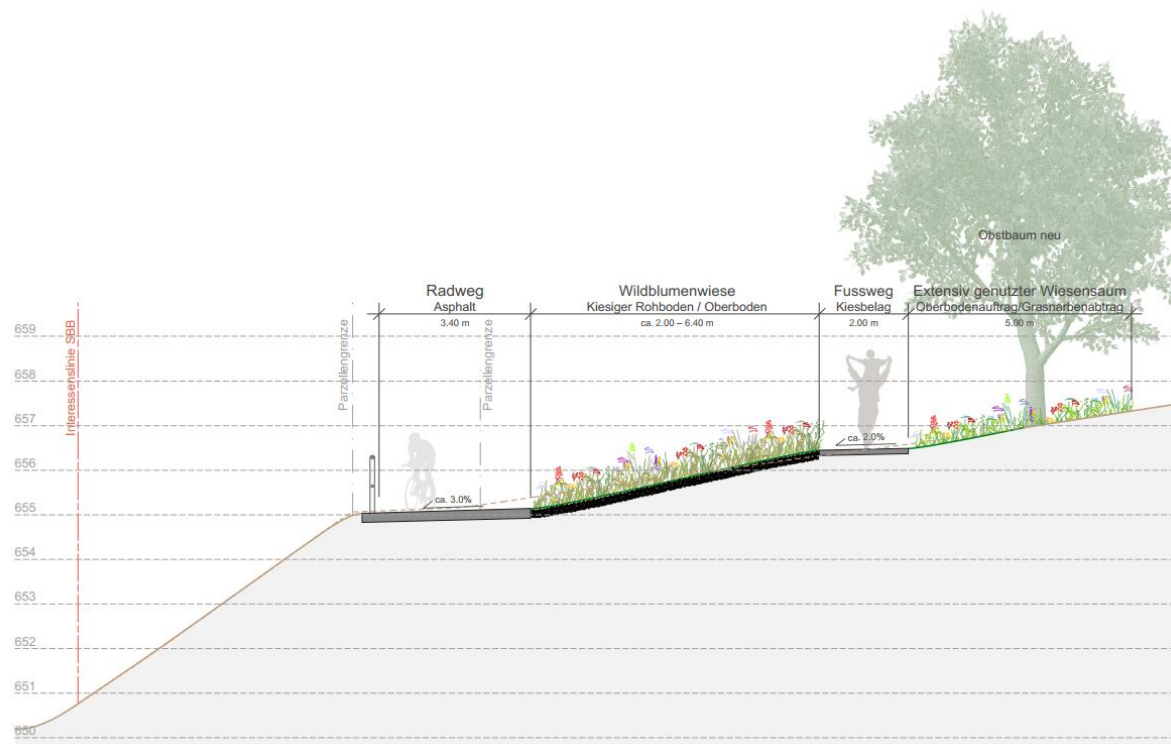 Obstbaum neu
Radweg
Asphalt
3.40 m
Wildblumenwiese
Kiesiger Rohboden / Oberboden
ca. 2.00 – 6.40 m
Fussweg
Kiesbelag
2.00 m
Extensiv genutzter Wiesensaum
Oberbodenauftrag/Grasnarbenabtrag
5.00 m
Interessenslinie SBB
Parzellengrenze
Parzellengrenze
659
658
657
656
655
654
653
652
651
650
ca. 3.0%
ca. 2.0%